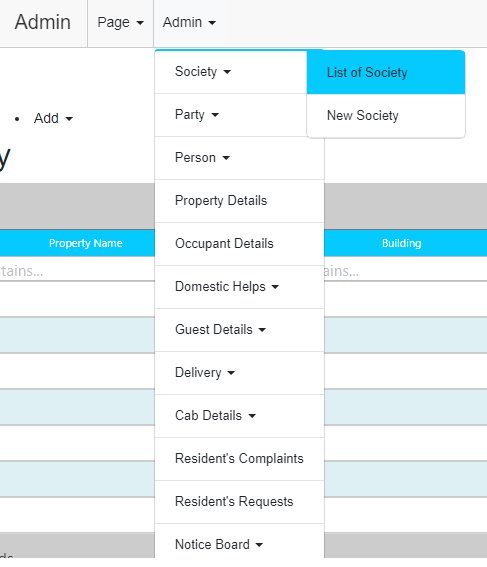 Admin Page Admin
Society List of Society
Add
Party New Society
y
Person
Property Details
Occupant Details
Property Name Building
tains... ains...
Domestic Helps
Guest Details
Delivery
Cab Details
Resident's Complaints
Resident's Requests
Notice Board